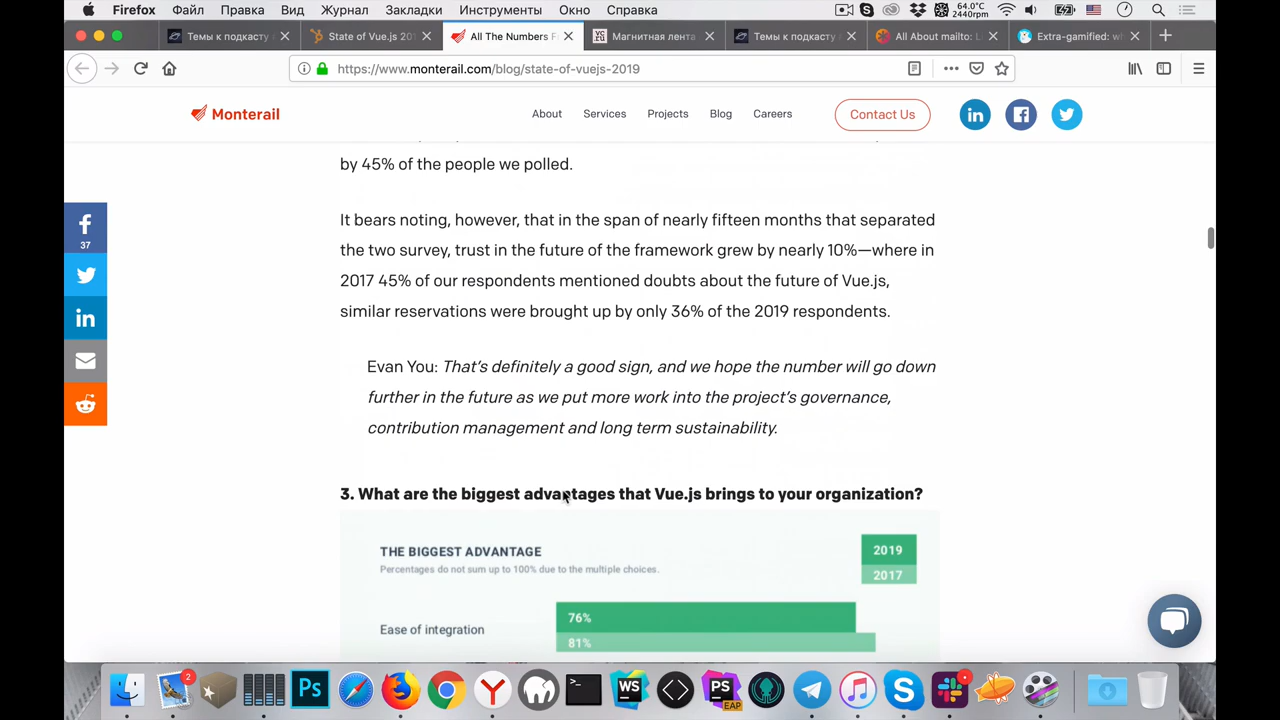 Firefox Файл Правка Вид Журнал Закладки Инструменты Окно Справка 64.0°C 2440rpm
Темы к подкасту State of Vue.js 201 All The Numbers F Магнитная лента Темы к подкасту All About mailto: L Extra-gamified: wh
https://www.monterail.com/blog/state-of-vuejs-2019
Monterail About Services Projects Blog Careers Contact Us
by 45% of the people we polled.
It bears noting, however, that in the span of nearly fifteen months that separated
the two survey, trust in the future of the framework grew by nearly 10%—where in
2017 45% of our respondents mentioned doubts about the future of Vue.js,
similar reservations were brought up by only 36% of the 2019 respondents.
37
Evan You: That's definitely a good sign, and we hope the number will go down
further in the future as we put more work into the project's governance,
contribution management and long term sustainability.
3. What are the biggest advantages that Vue.js brings to your organization?
THE BIGGEST ADVANTAGE
Percentages do not sum up to 100% due to the multiple choices.
2019
2017
Ease of integration
76%
81%
2
Ps
WS
PS
EAP